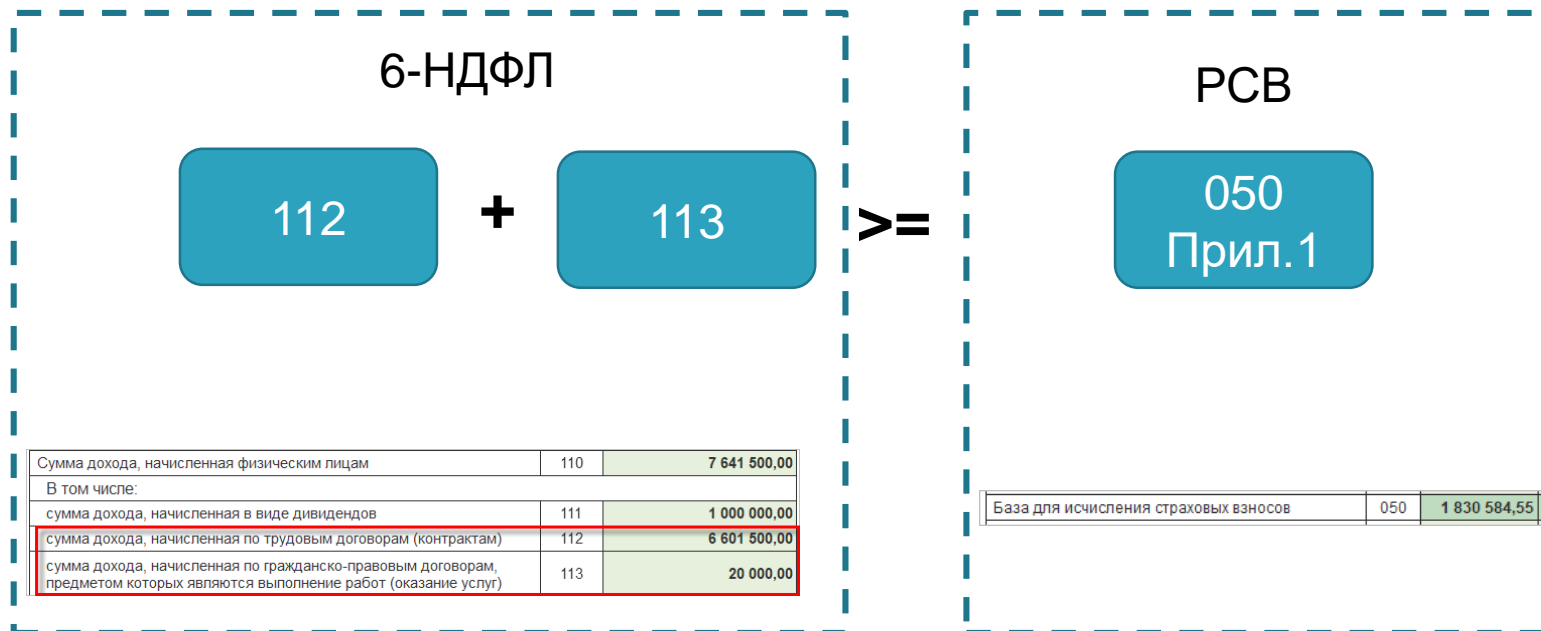 6-НДФЛ
112
+
113
>=
РСВ
050
Прил.1
Сумма дохода, начисленная физическим лицам 110 7 641 500,00
В том числе:
сумма дохода, начисленная в виде дивидендов 111 1 000 000,00
сумма дохода, начисленная по трудовым договорам (контрактам) 112 6 601 500,00
сумма дохода, начисленная по гражданско-правовым договорам,
предметом которых являются выполнение работ (оказание услуг) 113 20 000,00
База для исчисления страховых взносов 050 1 830 584,55